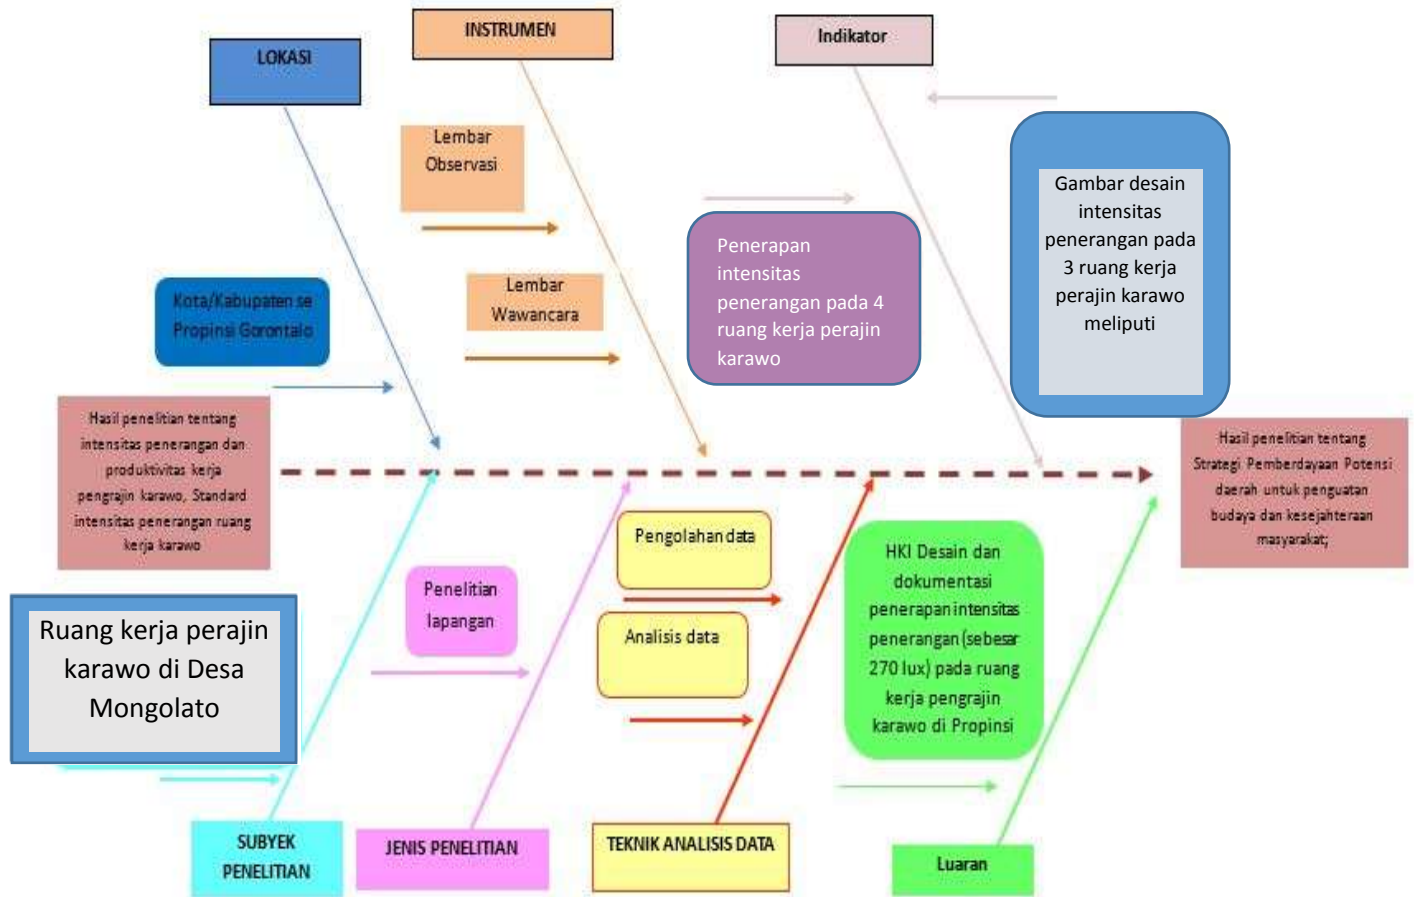 LOKASI
INSTRUMEN
Indikator
Lembar
Observasi
Lembar
Wawancara
Kota/Kabupaten se
Propinsi Gorontalo
Penerapan
intensitas
penerangan pada 4
ruang kerja perajin
karawo
Gambar desain
intensitas
penerangan pada
3 ruang kerja
perajin karawo
meliputi
Hasil penelitian tentang
intensitas penerangan dan
produktivitas kerja
pengrajin karawo, Standard
intensitas penerangan ruang
kerja karawo
Hasil penelitian tentang
Strategi Pemberdayaan Potensi
daerah untuk penguatan
budaya dan kesejahteraan
masyarakat;
Ruang kerja perajin
karawo di Desa
Mongolato
Penelitian
lapangan
Pengolahan data
Analisis data
HKI Desain dan
dokumentasi
penerapan intensitas
penerangan (sebesar
270 lux) pada ruang
kerja pengrajin
karawo di Propinsi
SUBYEK
PENELITIAN
JENIS PENELITIAN
TEKNIK ANALISIS DATA
Luaran